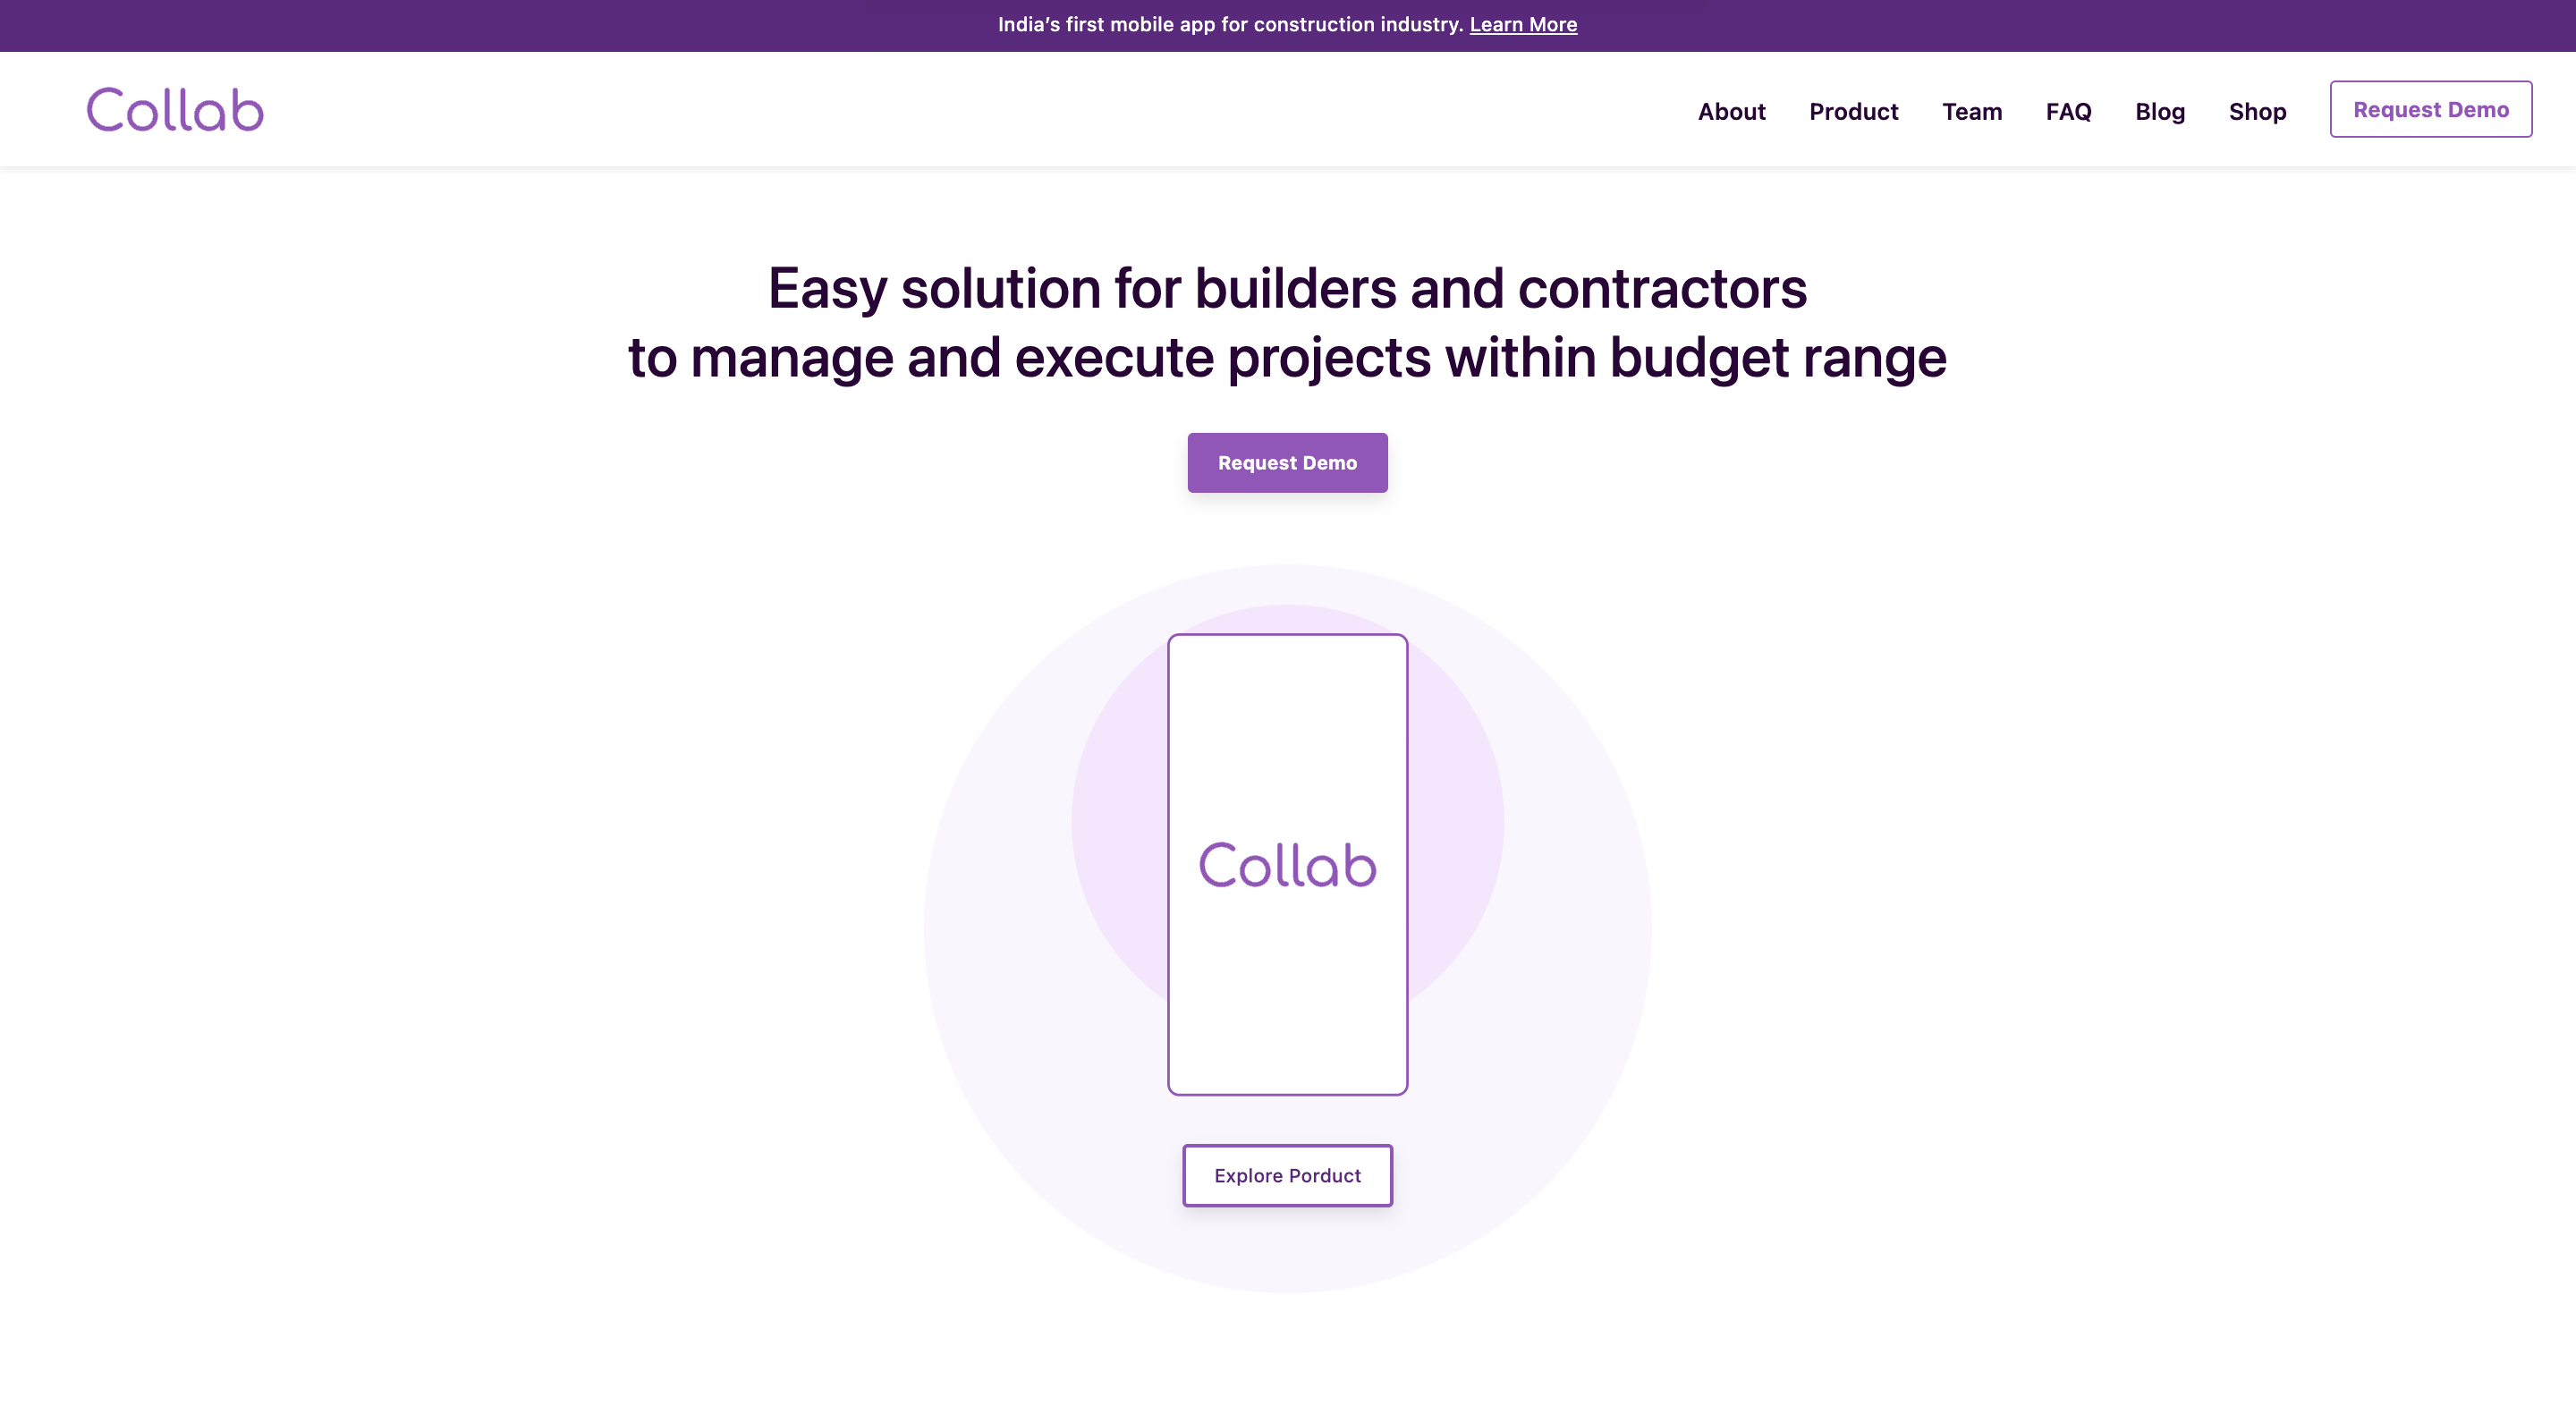 India’s first mobile app for construction industry. Learn More
Collab
About Product Team FAQ Blog Shop Request Demo
Easy solution for builders and contractors
to manage and execute projects within budget range
Request Demo
Collab
Explore Porduct